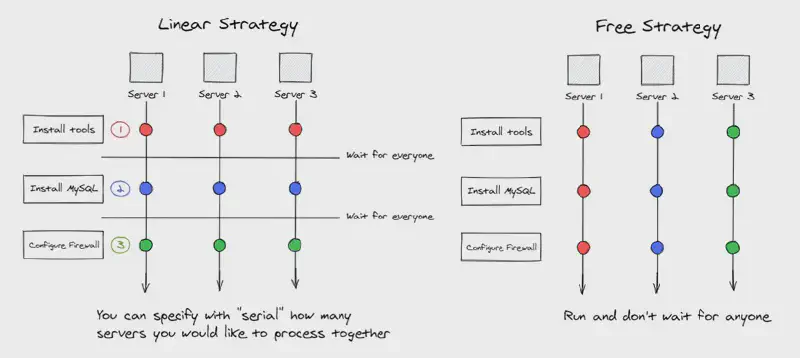 Linear Strategy
Server 1
Server 2
Server 3
Install tools
1
Wait for everyone
Install MySQL
2
Wait for everyone
Configure Firewall
3
You can specify with "serial" how many
servers you would like to process together
Free Strategy
Server 1
Server 2
Server 3
Install tools
Install MySQL
Configure Firewall
Run and don't wait for anyone